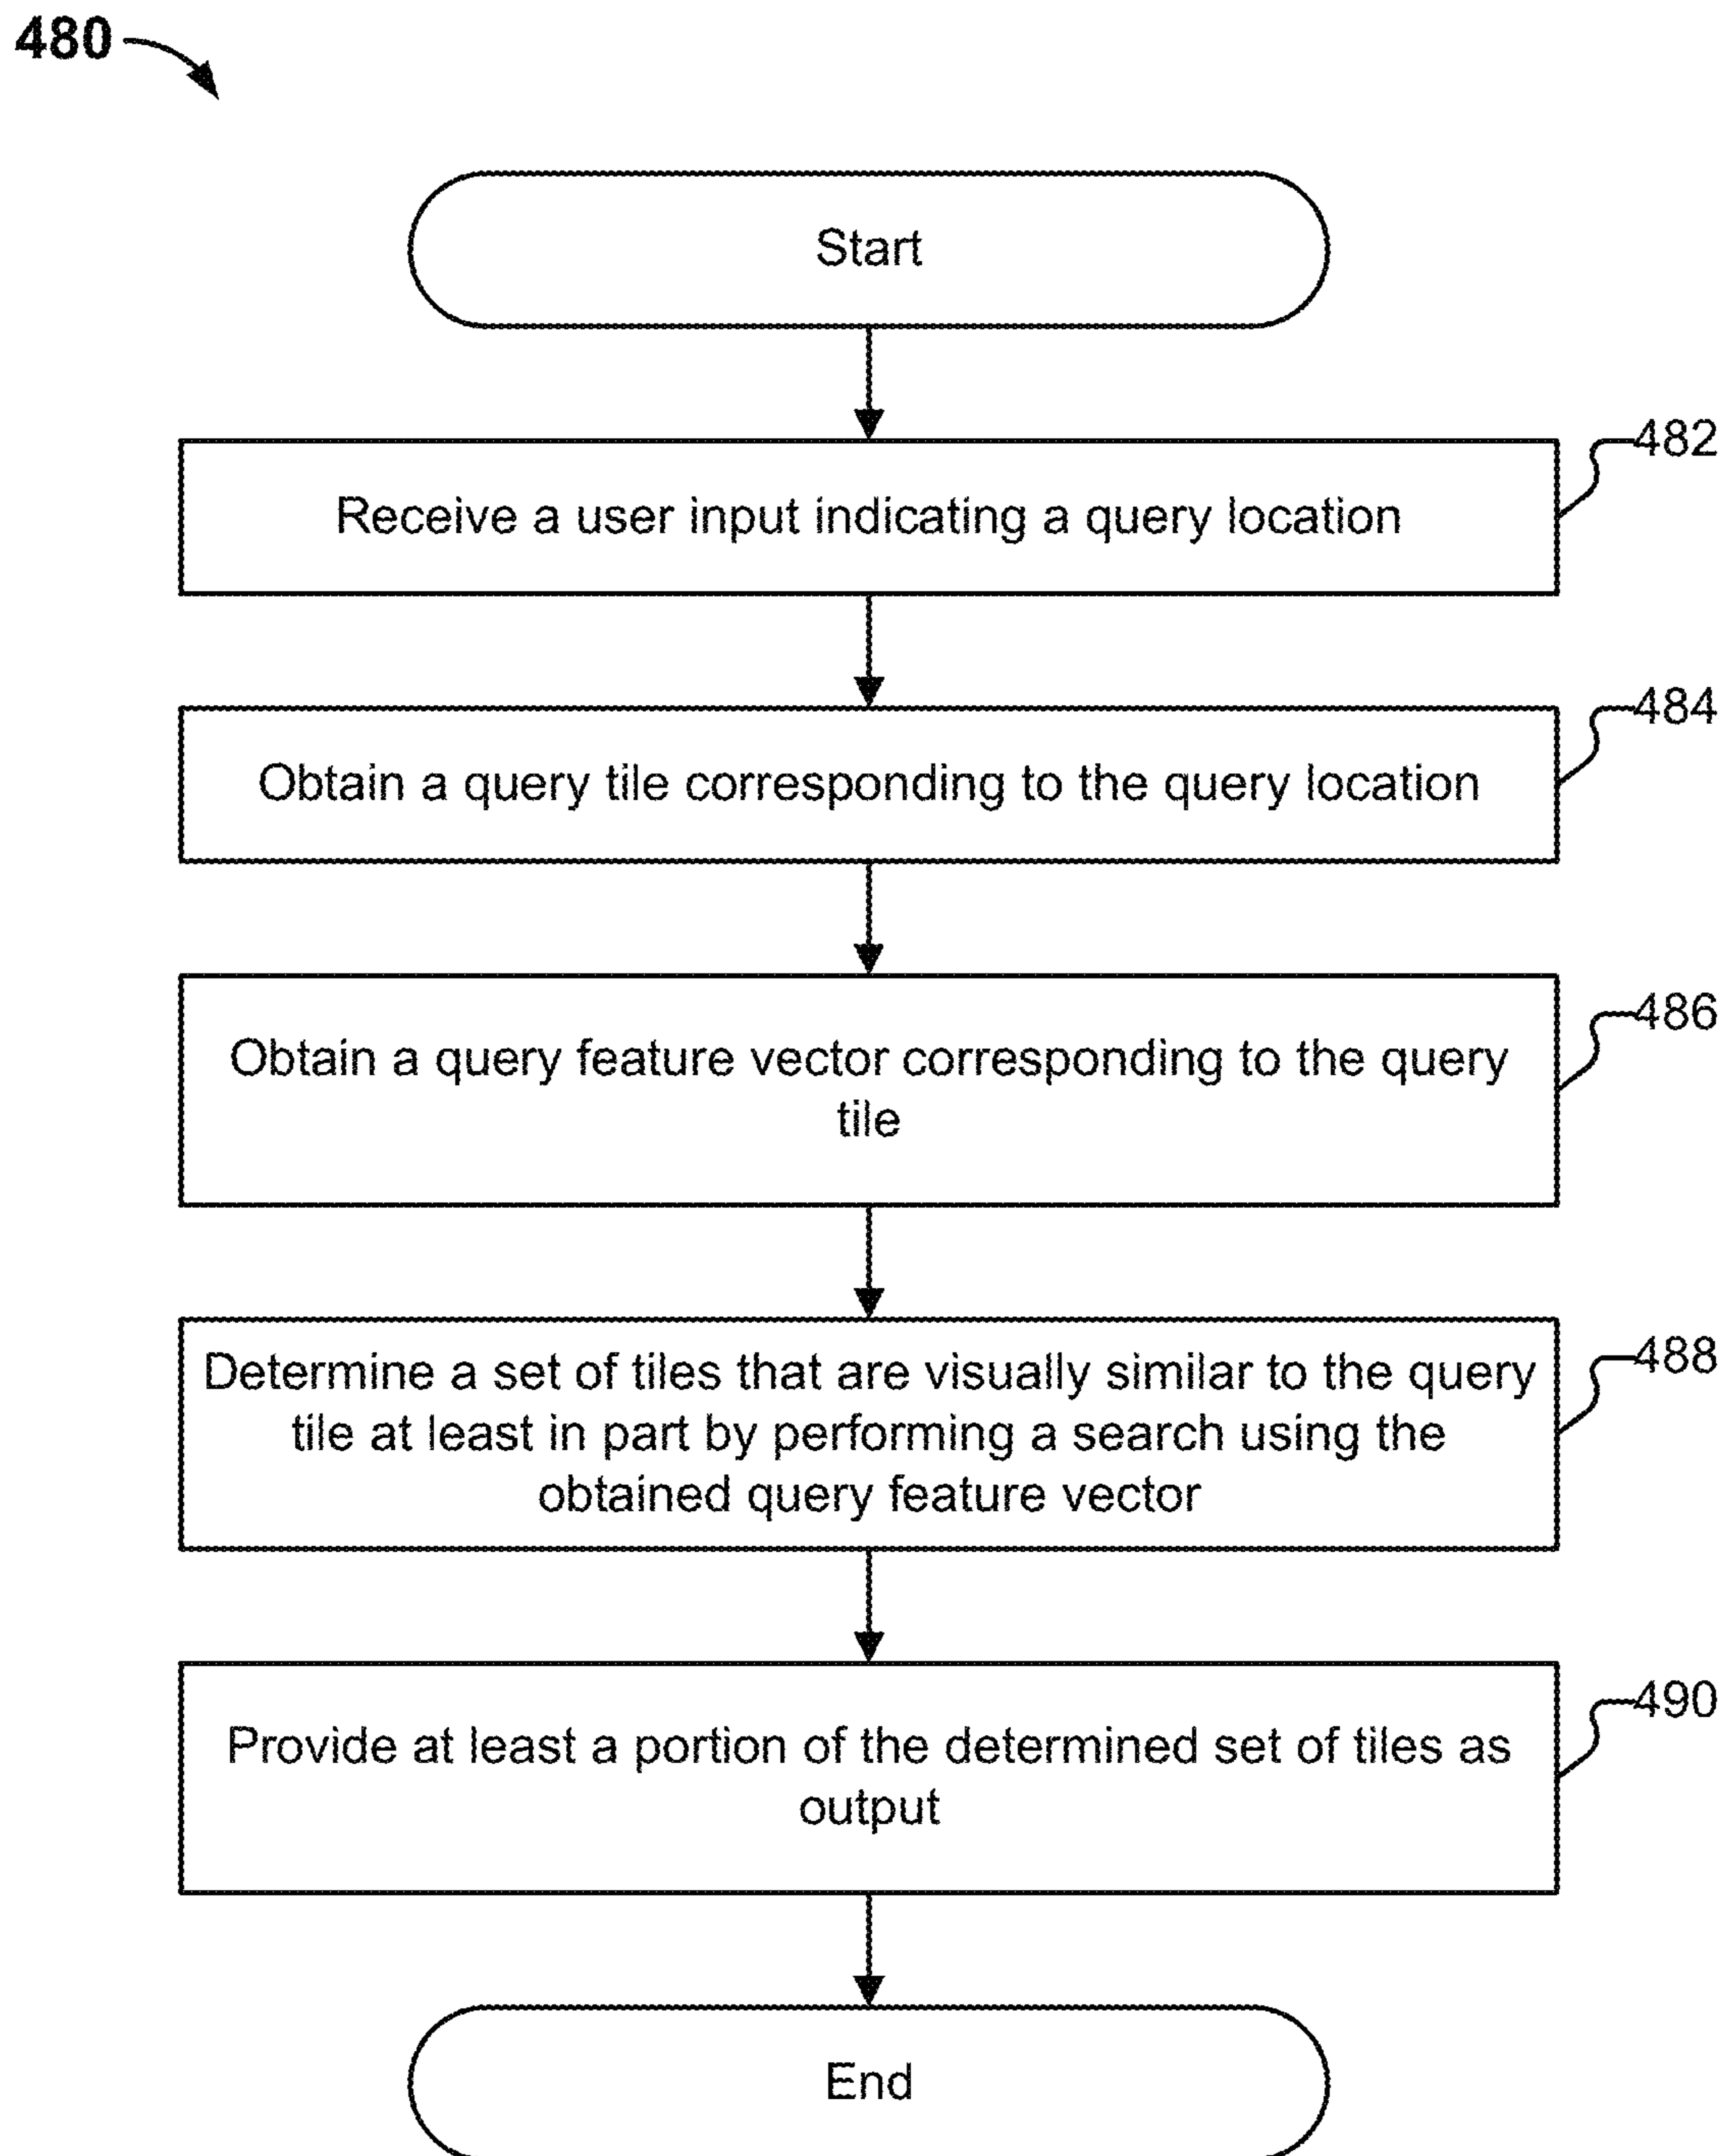 480
Start
482
Receive a user input indicating a query location
484
Obtain a query tile corresponding to the query location
486
Obtain a query feature vector corresponding to the query
tile
488
Determine a set of tiles that are visually similar to the query
tile at least in part by performing a search using the
obtained query feature vector
490
Provide at least a portion of the determined set of tiles as
output
End